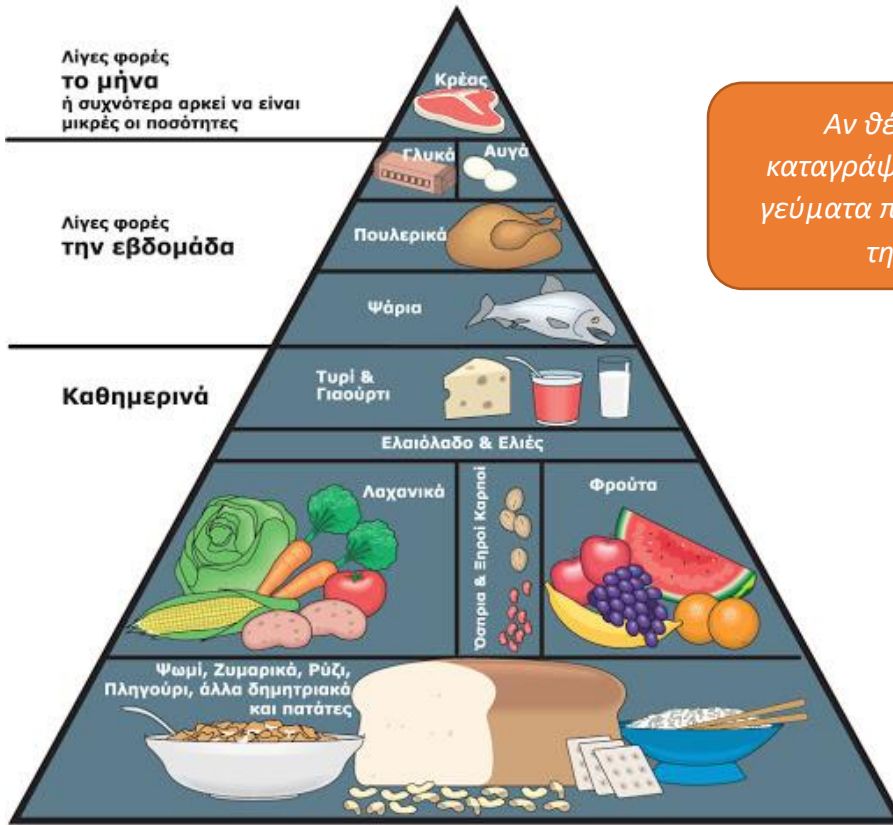 Λίγες φορές
το μήνα
ή συχνότερα αρκεί να είναι
μικρές οι ποσότητες
Κρέας
Γλυκά
Αυγά
Λίγες φορές
την εβδομάδα
Πουλερικά
Ψάρια
Καθημερινά
Τυρί &
Γιαούρτι
Ελαιόλαδο & Ελιές
Λαχανικά
Όσπρια & Ξηροί Καρποί
Φρούτα
Ψωμί, Ζυμαρικά, Ρύζι,
Πληγούρι, άλλα δημητριακά
και πατάτες
Αν θέ
καταγράψ
γεύματα π
τη